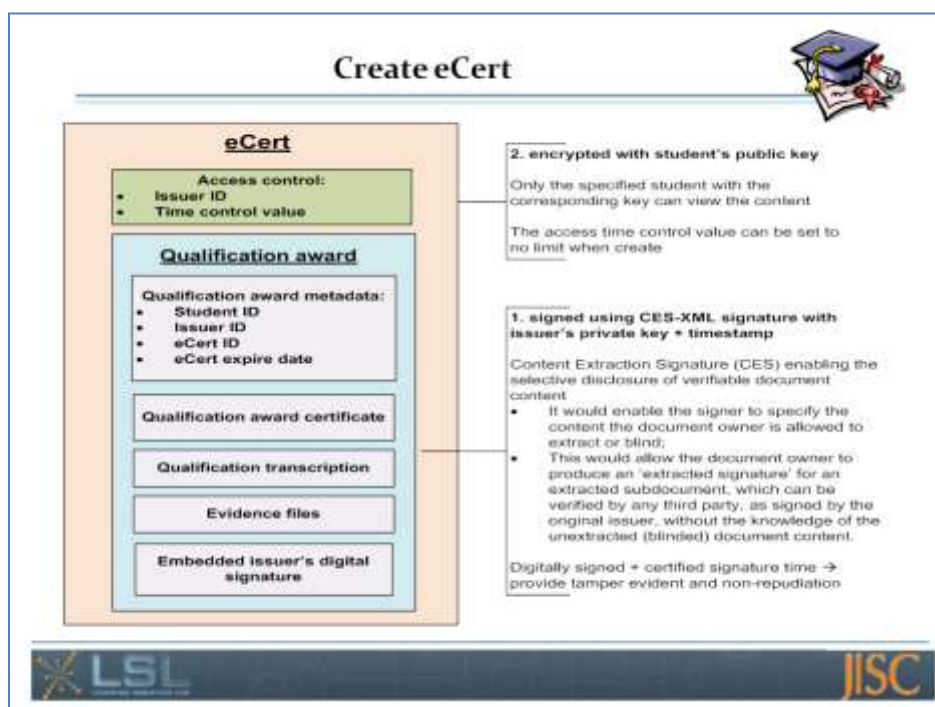 Create eCert
eCert
Access control:
• Issuer ID
• Time control value
Qualification award
Qualification award metadata:
• Student ID
• Issuer ID
• eCert ID
• eCert expire date
Qualification award certificate
Qualification transcription
Evidence files
Embedded issuer's digital
signature
2. encrypted with student's public key
Only the specified student with the
corresponding key can view the content
The access time control value can be set to
no limit when create
1. signed using CES-XML signature with
issuer's private key + timestamp
Content Extraction Signature (CES) enabling the
selective disclosure of verifiable document
content
• It would enable the signer to specify the
content the document owner is allowed to
extract or blind;
• This would allow the document owner to
produce an 'extracted signature' for an
extracted subdocument, which can be
verified by any third party, as signed by the
original issuer, without the knowledge of the
unextracted (blinded) document content.
Digitally signed + certified signature time →
provide tamper evident and non-repudiation
LSL
JISC